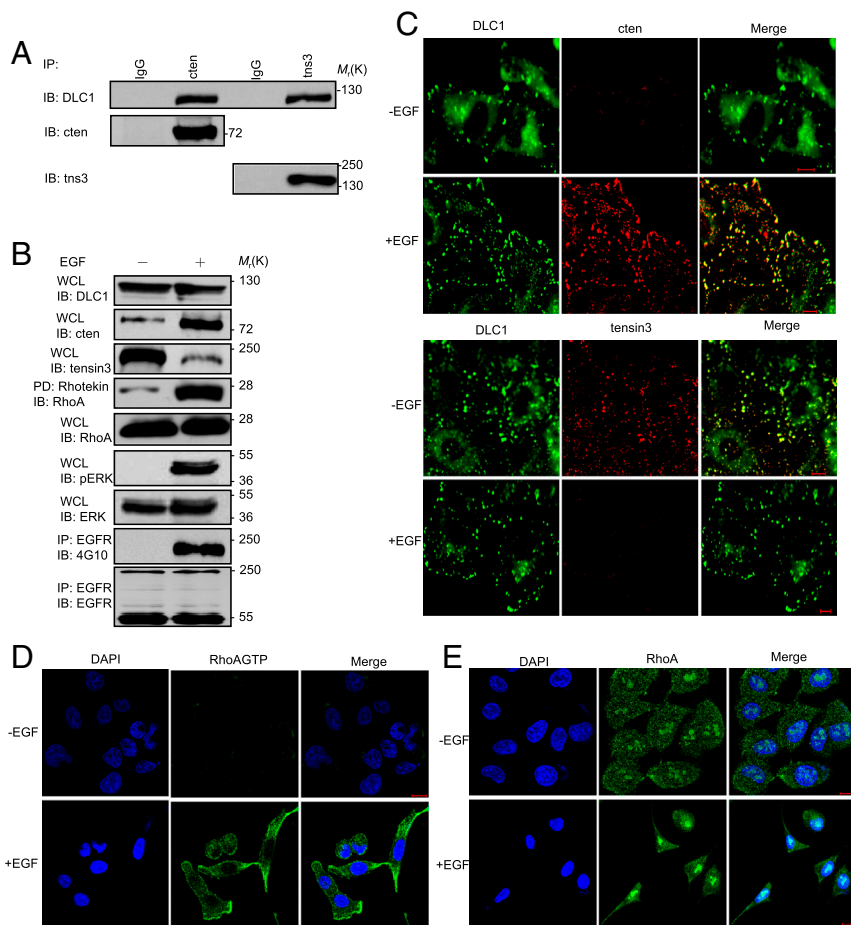 A
IP:
IgG
cten
IgG
tns3
Mr(K)
IB: DLC1
-130
IB: cten
-72
IB: tns3
250
130
B
EGF
− +
Mr(K)
WCL
IB: DLC1
130
WCL
IB: cten
72
WCL
IB: tensin3
250
PD: Rhotekin
IB: RhoA
28
WCL
IB: RhoA
28
WCL
IB: pERK
55
36
WCL
IB: ERK
55
36
IP: EGFR
IB: 4G10
250
IP: EGFR
IB: EGFR
250
55
C
DLC1 cten Merge
-EGF
+EGF
DLC1 tensin3 Merge
-EGF
+EGF
D
DAPI RhoAGTP Merge
-EGF
+EGF
E
DAPI RhoA Merge
-EGF
+EGF